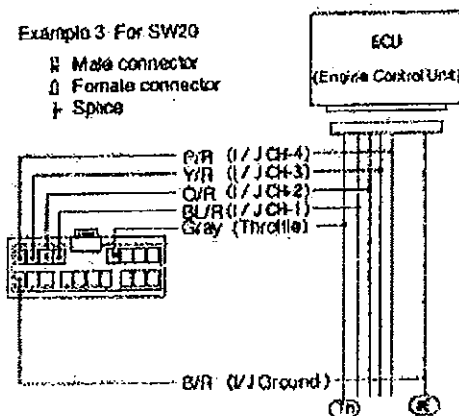 Example 3 For SW20
Male connector
Female connector
Splice
ECU
(Engine Control Unit)
P/R (I/J CH-4)
Y/R (I/J CH-3)
O/R (I/J CH-2)
BL/R (I/J CH-1)
Gray (Throttle)
B/R (I/J Ground)